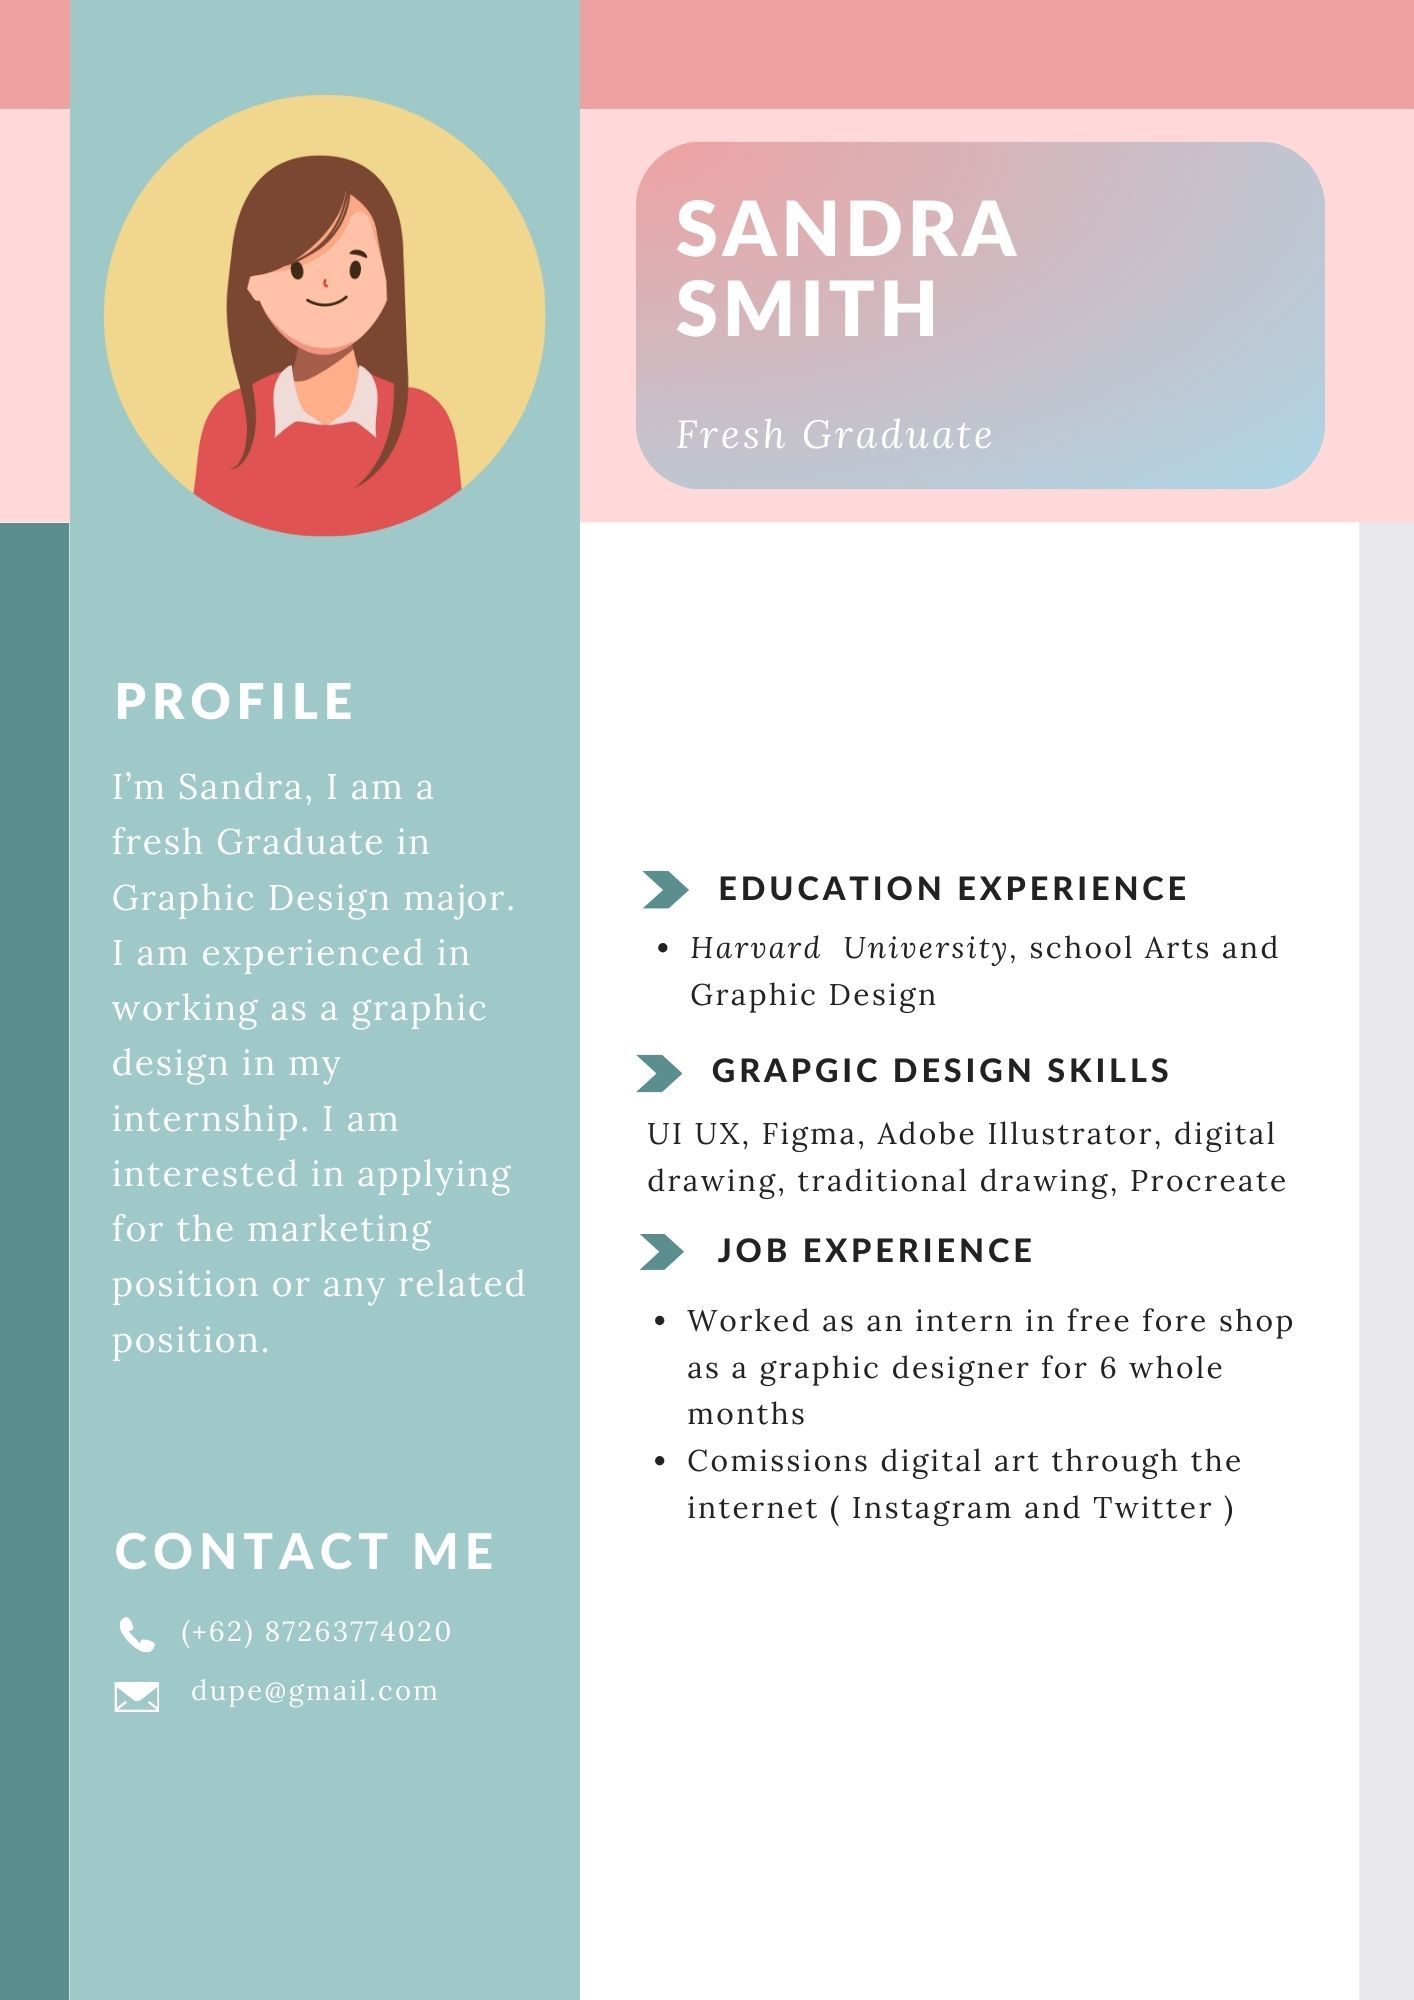 SANDRA
SMITH
Fresh Graduate
PROFILE
I’m Sandra, I am a
fresh Graduate in
Graphic Design major.
I am experienced in
working as a graphic
design in my
internship. I am
interested in applying
for the marketing
position or any related
position.
CONTACT ME
(+62) 87263774020
dupe@gmail.com
EDUCATION EXPERIENCE
• Harvard University, school Arts and
Graphic Design
GRAPGIC DESIGN SKILLS
UI UX, Figma, Adobe Illustrator, digital
drawing, traditional drawing, Procreate
JOB EXPERIENCE
• Worked as an intern in free fore shop
as a graphic designer for 6 whole
months
• Comissions digital art through the
internet ( Instagram and Twitter )